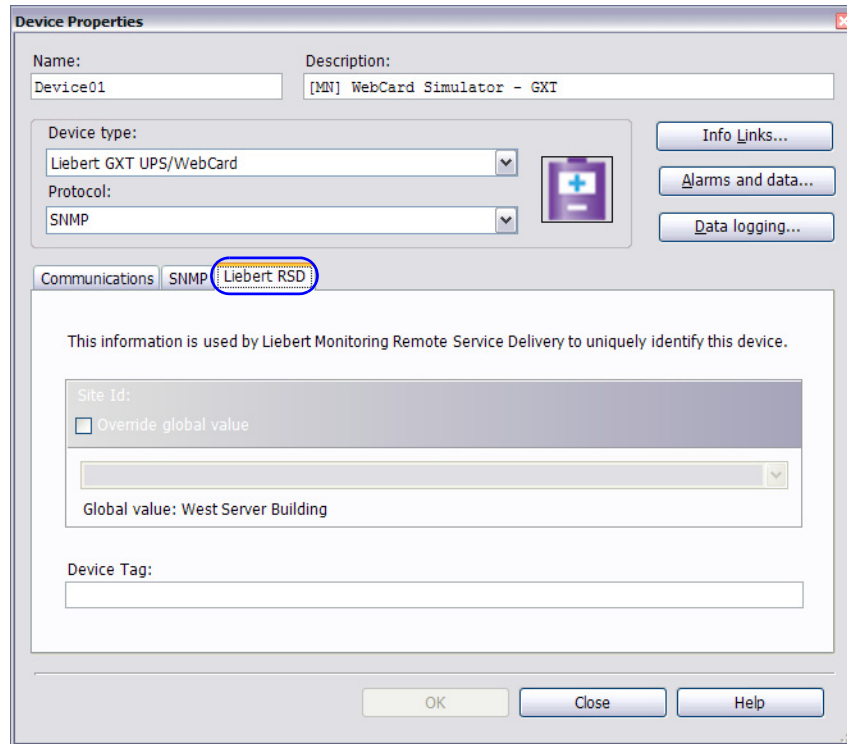 Device Properties
Name:
Description:
Device01
[MN] WebCard Simulator - GXT
Device type:
Liebert GXT UPS/WebCard
Protocol:
SNMP
Info Links...
Alarms and data...
Data logging...
Communications SNMP Liebert RSD
This information is used by Liebert Monitoring Remote Service Delivery to uniquely identify this device.
Site Id:
Override global value
Global value: West Server Building
Device Tag:
OK Close Help